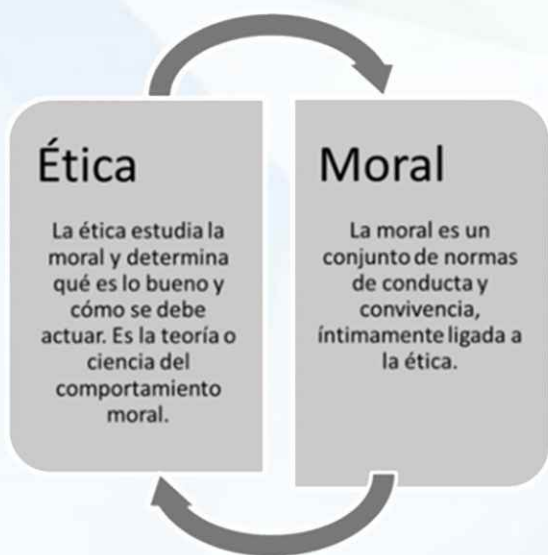 Ética
La ética estudia la
moral y determina
qué es lo bueno y
cómo se debe
actuar. Es la teoría o
ciencia del
comportamiento
moral.
Moral
La moral es un
conjunto de normas
de conducta y
convivencia,
íntimamente ligada a
la ética.